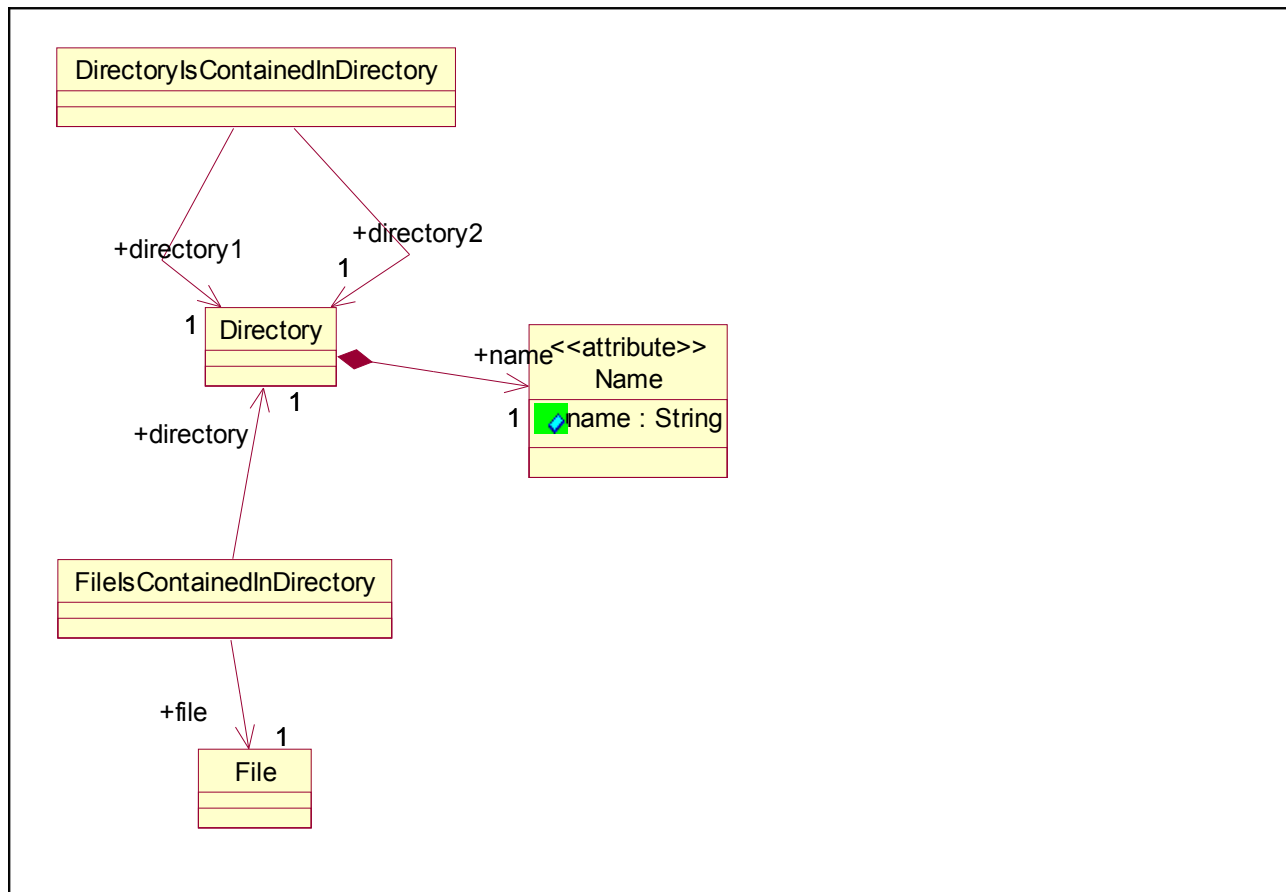 DirectoryIsContainedInDirectory
+directory1
+directory2
1
1
Directory
+name
<<attribute>>
Name
1
1
name : String
+directory
FileIsContainedInDirectory
+file
1
File